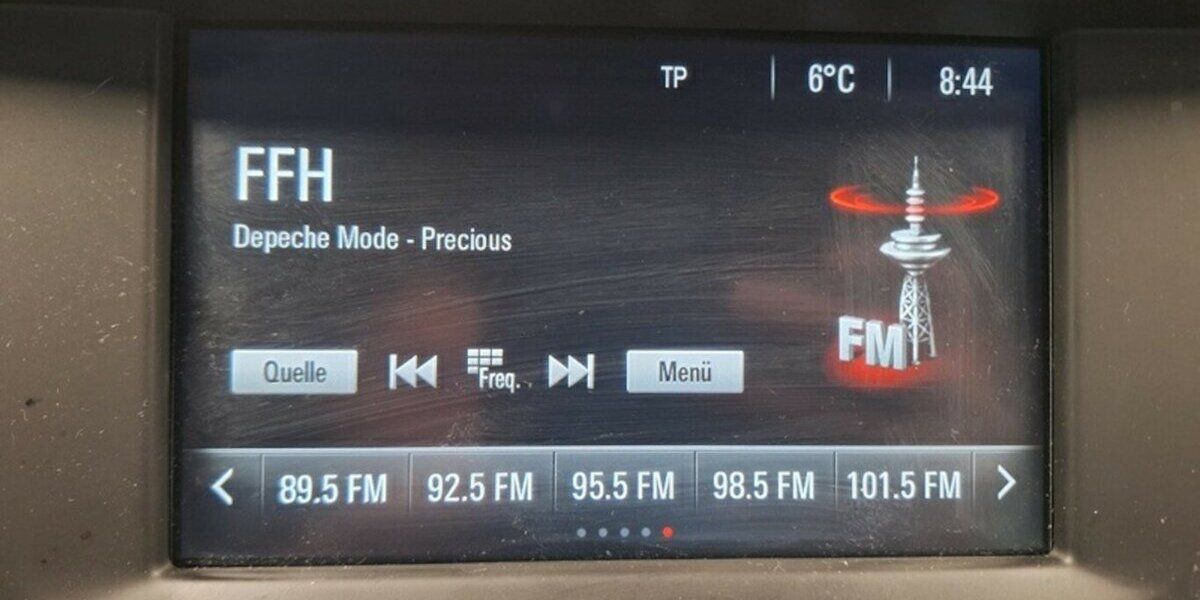 TP 6°C 8:44
FFH
Depeche Mode - Precious
FM
Quelle Freq. Menü
89.5 FM 92.5 FM 95.5 FM 98.5 FM 101.5 FM